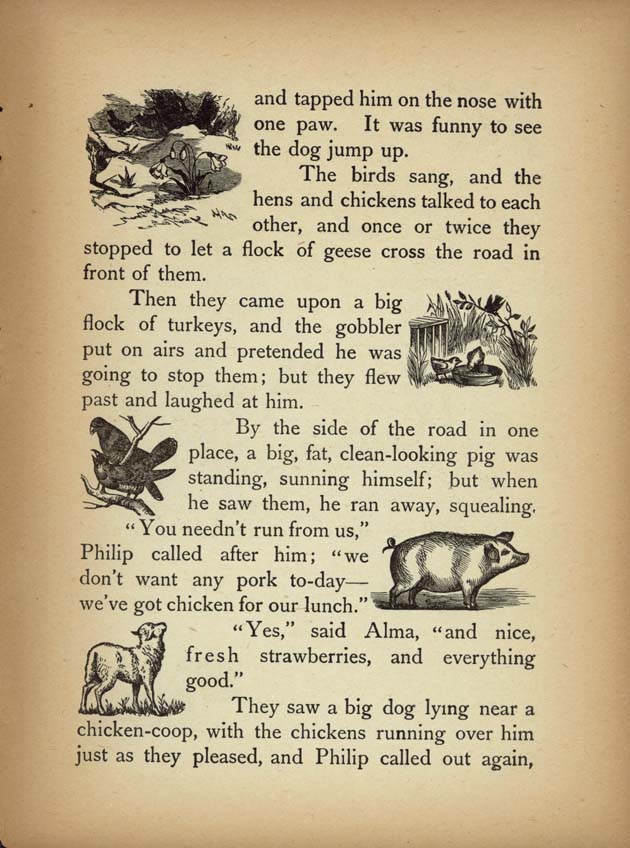 and tapped him on the nose with
one paw. It was funny to see
the dog jump up.
The birds sang, and the
hens and chickens talked to each
other, and once or twice they
stopped to let a flock of geese cross the road in
front of them.
Then they came upon a big
flock of turkeys, and the gobbler
put on airs and pretended he was
going to stop them; but they flew
past and laughed at him.
By the side of the road in one
place, a big, fat, clean-looking pig was
standing, sunning himself; but when
he saw them, he ran away, squealing.
“You needn't run from us,”
Philip called after him; “we
don't want any pork to-day—
we've got chicken for our lunch.”
“Yes,” said Alma, “and nice,
fresh strawberries, and everything
good.”
They saw a big dog lying near a
chicken-coop, with the chickens running over him
just as they pleased, and Philip called out again,